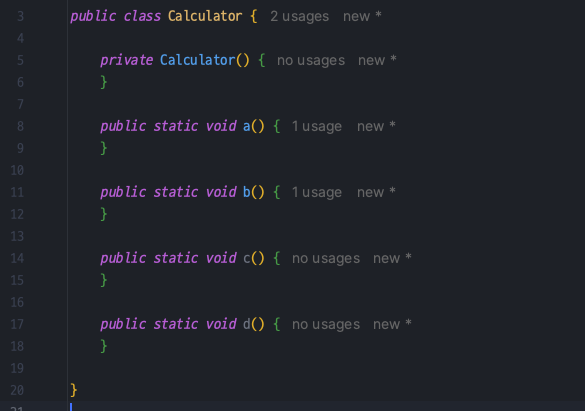 3 public class Calculator { 2 usages new *
4
5 private Calculator() { no usages new *
6 }
7
8 public static void a() { 1 usage new *
9 }
10
11 public static void b() { 1 usage new *
12 }
13
14 public static void c() { no usages new *
15 }
16
17 public static void d() { no usages new *
18 }
19
20 }
21